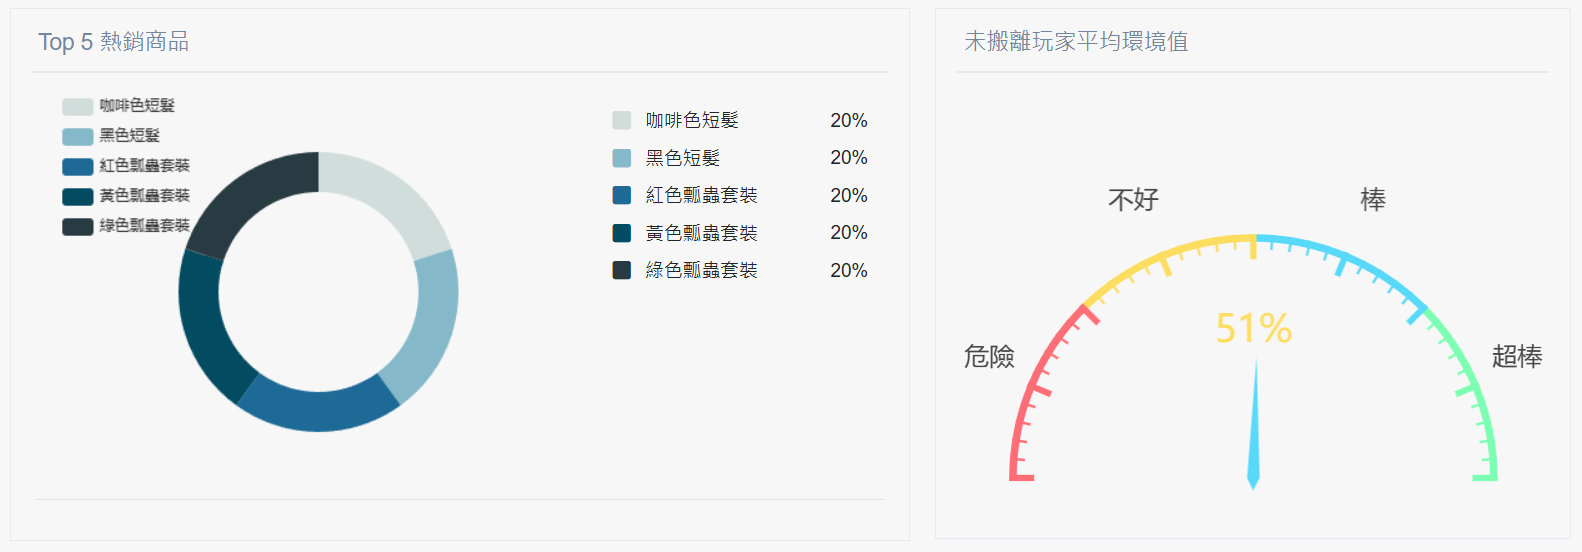 Top 5 熱銷商品
咖啡色短髮
黑色短髮
紅色瓢蟲套裝
黃色瓢蟲套裝
綠色瓢蟲套裝
咖啡色短髮 20%
黑色短髮 20%
紅色瓢蟲套裝 20%
黃色瓢蟲套裝 20%
綠色瓢蟲套裝 20%
未搬離玩家平均環境值
不好
棒
51%
危險
超棒